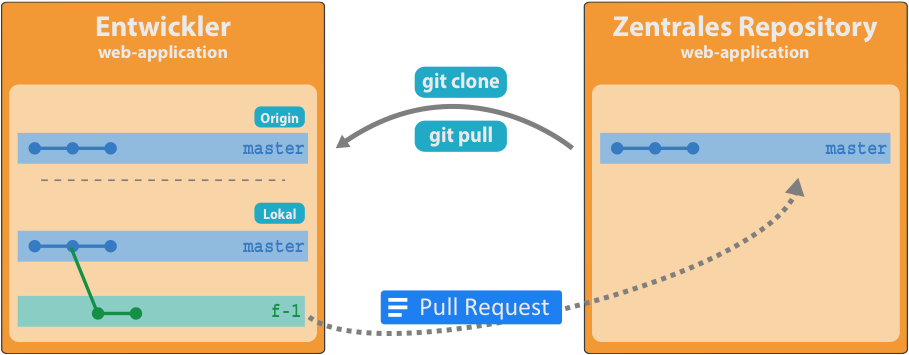 Entwickler
web-application
Origin
master
Lokal
master
f-1
git clone
git pull
Pull Request
Zentrales Repository
web-application
master